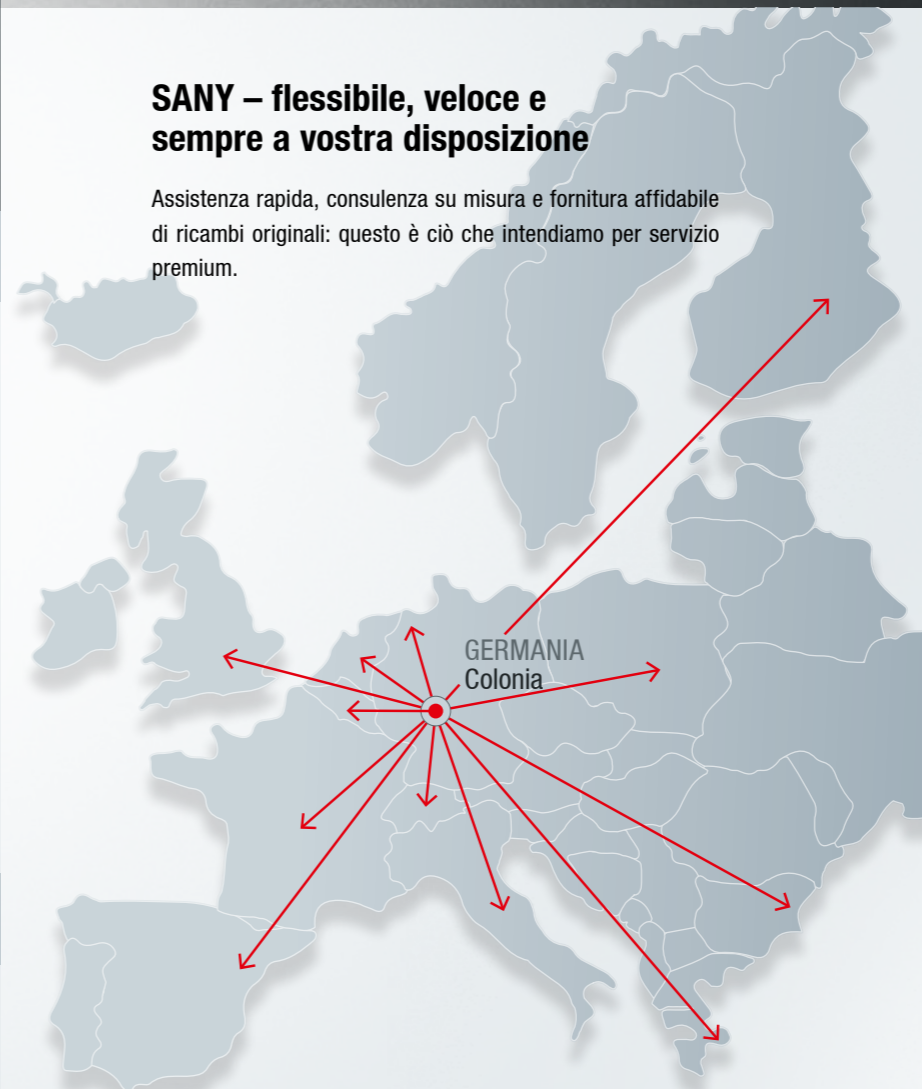 SANY – flessibile, veloce e
sempre a vostra disposizione
Assistenza rapida, consulenza su misura e fornitura affidabile
di ricambi originali: questo è ciò che intendiamo per servizio
premium.
GERMANIA
Colonia